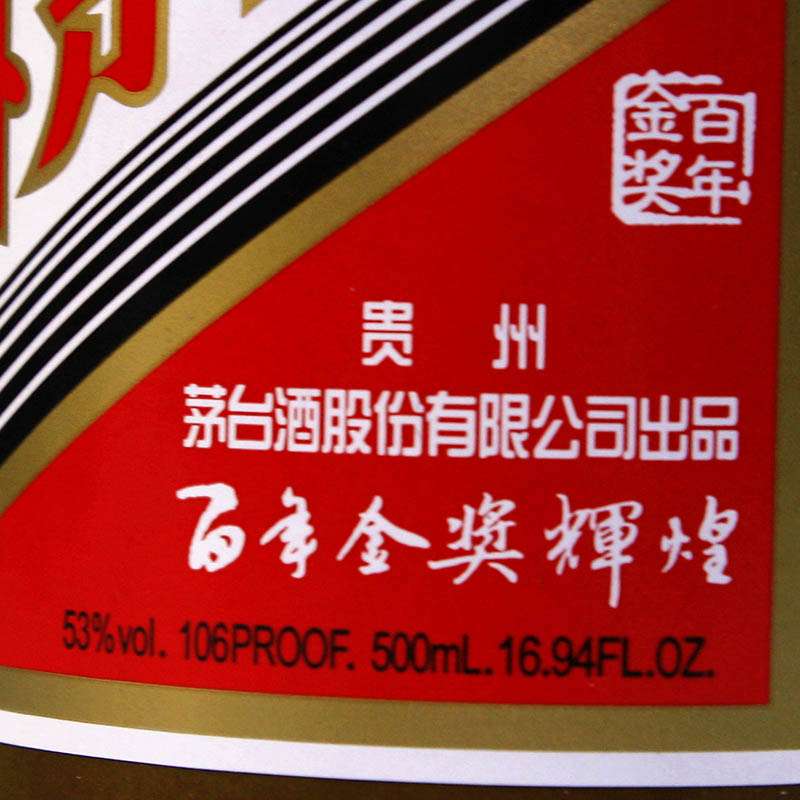 百年
金奖
贵州
茅台酒股份有限公司出品
百年金奖輝煌
53%vol. 106PROOF. 500mL. 16.94FL.OZ.